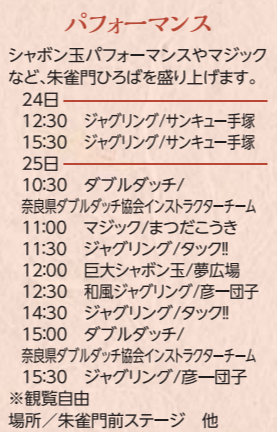 パフォーマンス
シャボン玉パフォーマンスやマジック
など、朱雀門ひろばを盛り上げます。
24日
12:30　ジャグリング/サンキュー手塚
15:30　ジャグリング/サンキュー手塚
25日
10:30　ダブルダッチ/
奈良県ダブルダッチ協会インストラクターチーム
11:00　マジック/まつだこうき
11:30　ジャグリング/タック!!
12:00　巨大シャボン玉/夢広場
12:30　和風ジャグリング/彦一団子
14:30　ジャグリング/タック!!
15:00　ダブルダッチ/
奈良県ダブルダッチ協会インストラクターチーム
15:30　ジャグリング/彦一団子
※観覧自由
場所／朱雀門前ステージ　他